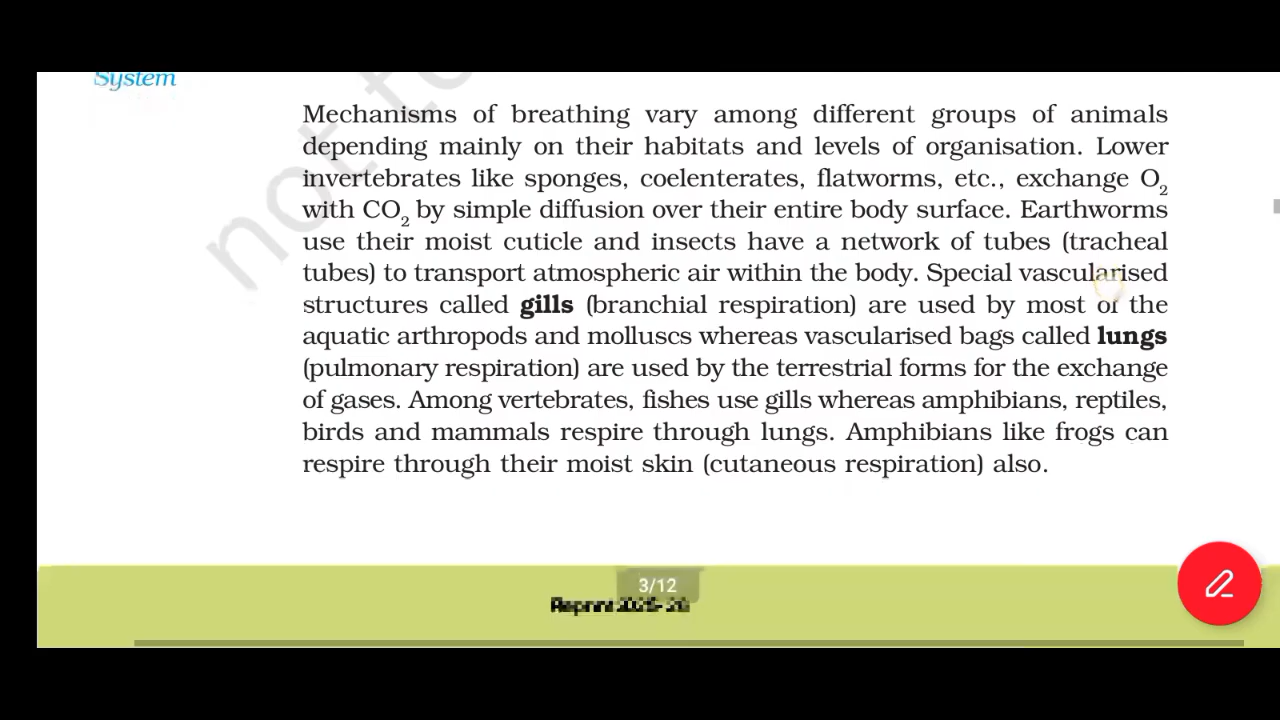 System
not to
Mechanisms of breathing vary among different groups of animals
depending mainly on their habitats and levels of organisation. Lower
invertebrates like sponges, coelenterates, flatworms, etc., exchange O₂
with CO₂ by simple diffusion over their entire body surface. Earthworms
use their moist cuticle and insects have a network of tubes (tracheal
tubes) to transport atmospheric air within the body. Special vascularised
structures called gills (branchial respiration) are used by most of the
aquatic arthropods and molluscs whereas vascularised bags called lungs
(pulmonary respiration) are used by the terrestrial forms for the exchange
of gases. Among vertebrates, fishes use gills whereas amphibians, reptiles,
birds and mammals respire through lungs. Amphibians like frogs can
respire through their moist skin (cutaneous respiration) also.
3/12
Reprint